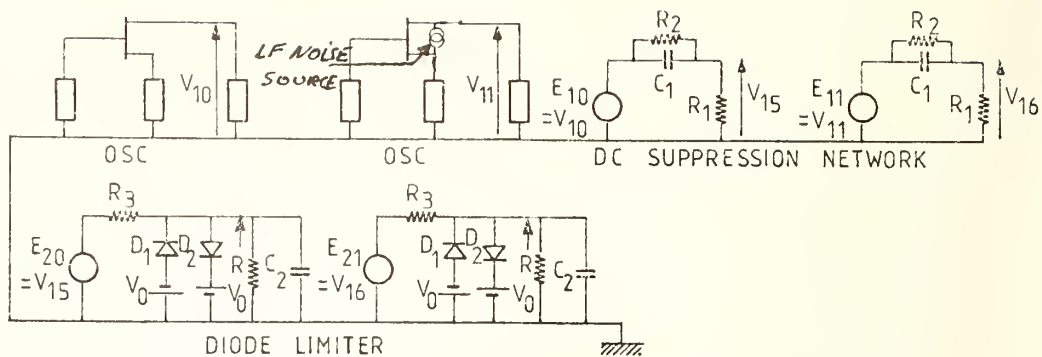 LF NOISE
SOURCE
V10
V11
R2
C1
E10
=V10
R1
V15
R2
C1
E11
=V11
R1
V16
OSC
OSC
DC SUPPRESSION NETWORK
R3
E20
=V15
D1
D2
V0
V0
R
C2
R3
E21
=V16
D1
D2
V0
V0
R
C2
DIODE LIMITER